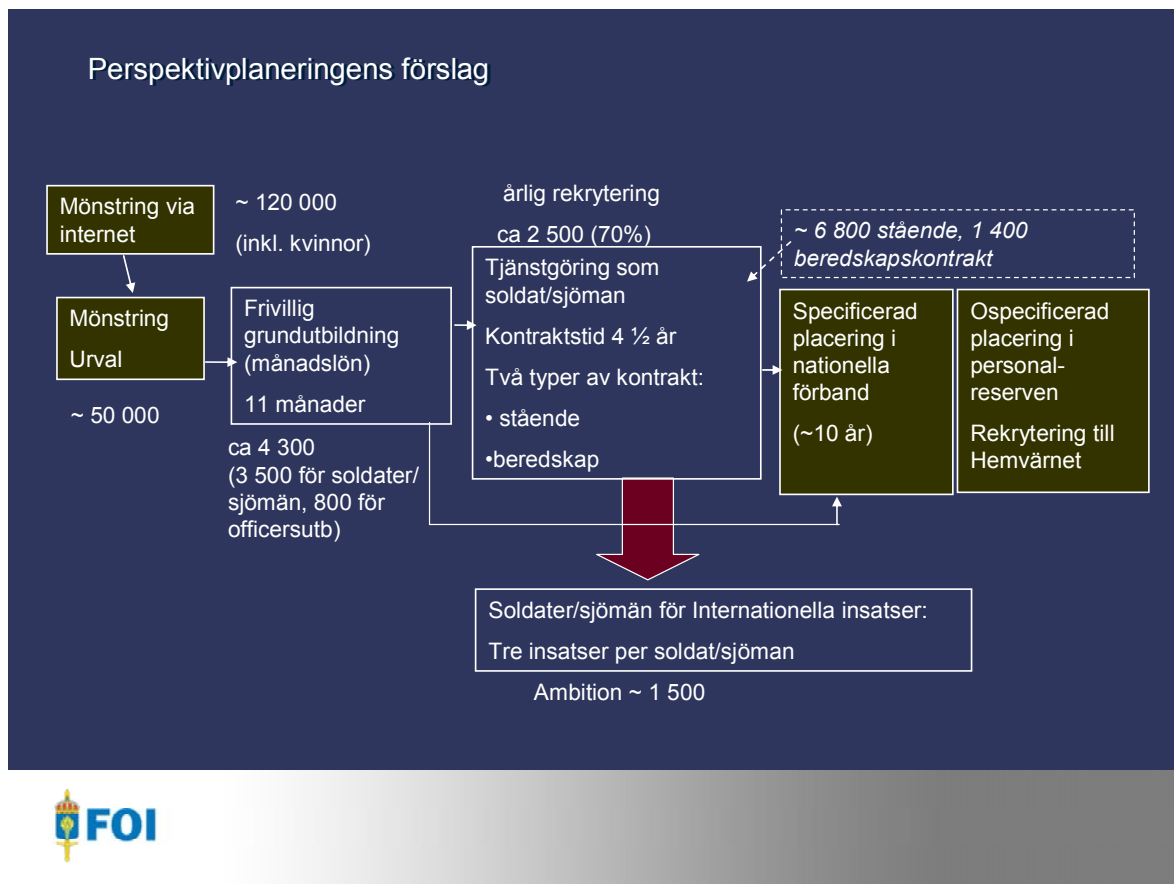 Perspektivplaneringens förslag
Mönstring via
internet
~ 120 000
(inkl. kvinnor)
Mönstring
Urval
~ 50 000
Frivillig
grundutbildning
(månadslön)
11 månader
ca 4 300
(3 500 för soldater/
sjömän, 800 för
officersutb)
årlig rekrytering
ca 2 500 (70%)
Tjänstgöring som
soldat/sjöman
Kontraktstid 4 ½ år
Två typer av kontrakt:
• stående
•beredskap
~ 6 800 stående, 1 400
beredskapskontrakt
Specificerad
placering i
nationella
förband
(~10 år)
Ospecificerad
placering i
personal-
reserven
Rekrytering till
Hemvärnet
Soldater/sjömän för Internationella insatser:
Tre insatser per soldat/sjöman
Ambition ~ 1 500
FOI